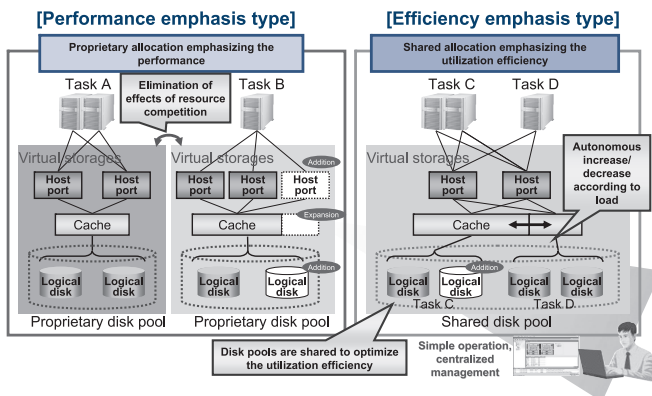 [Performance emphasis type]
Proprietary allocation emphasizing the
performance
Task A
Elimination of
effects of resource
competition
Task B
Virtual storages
Host
port
Host
port
Cache
Logical
disk
Logical
disk
Proprietary disk pool
Virtual storages
Addition
Host
port
Host
port
Host
port
Expansion
Cache
Addition
Logical
disk
Logical
disk
Proprietary disk pool
[Efficiency emphasis type]
Shared allocation emphasizing the
utilization efficiency
Task C
Task D
Autonomous
increase/
decrease
according to
load
Virtual storages
Host
port
Host
port
Cache
Addition
Logical
disk
Logical
disk
Logical
disk
Logical
disk
Task C
Task D
Shared disk pool
Disk pools are shared to optimize
the utilization efficiency
Simple operation,
centralized
management